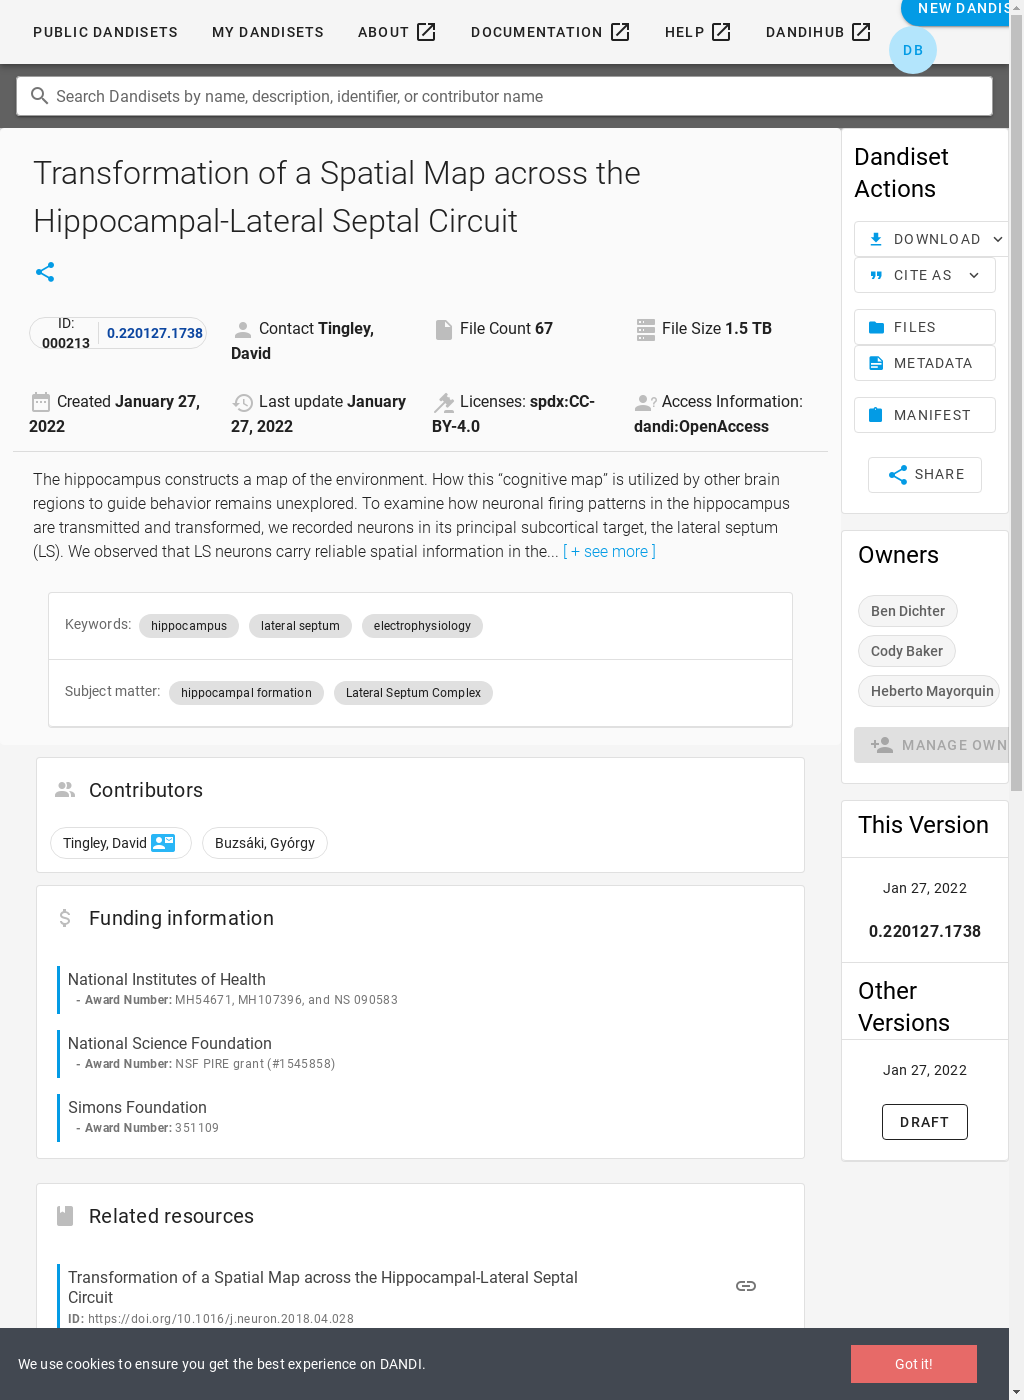 PUBLIC DANDISETS
MY DANDISETS
ABOUT
DOCUMENTATION
HELP
DANDIHUB
NEW DANDIS
DB
Search Dandisets by name, description, identifier, or contributor name
Transformation of a Spatial Map across the
Hippocampal-Lateral Septal Circuit
ID:
000213
0.220127.1738
Contact Tingley,
David
File Count 67
File Size 1.5 TB
Created January 27,
2022
Last update January
27, 2022
Licenses: spdx:CC-
BY-4.0
Access Information:
dandi:OpenAccess
The hippocampus constructs a map of the environment. How this “cognitive map” is utilized by other brain
regions to guide behavior remains unexplored. To examine how neuronal firing patterns in the hippocampus
are transmitted and transformed, we recorded neurons in its principal subcortical target, the lateral septum
(LS). We observed that LS neurons carry reliable spatial information in the... [ + see more ]
Keywords: hippocampus lateral septum electrophysiology
Subject matter: hippocampal formation Lateral Septum Complex
Contributors
Tingley, David
Buzsáki, Gyórgy
Funding information
National Institutes of Health
- Award Number: MH54671, MH107396, and NS 090583
National Science Foundation
- Award Number: NSF PIRE grant (#1545858)
Simons Foundation
- Award Number: 351109
Related resources
Transformation of a Spatial Map across the Hippocampal-Lateral Septal
Circuit
ID: https://doi.org/10.1016/j.neuron.2018.04.028
Dandiset
Actions
DOWNLOAD
CITE AS
FILES
METADATA
MANIFEST
SHARE
Owners
Ben Dichter
Cody Baker
Heberto Mayorquin
MANAGE OWN
This Version
Jan 27, 2022
0.220127.1738
Other
Versions
Jan 27, 2022
DRAFT
We use cookies to ensure you get the best experience on DANDI.
Got it!